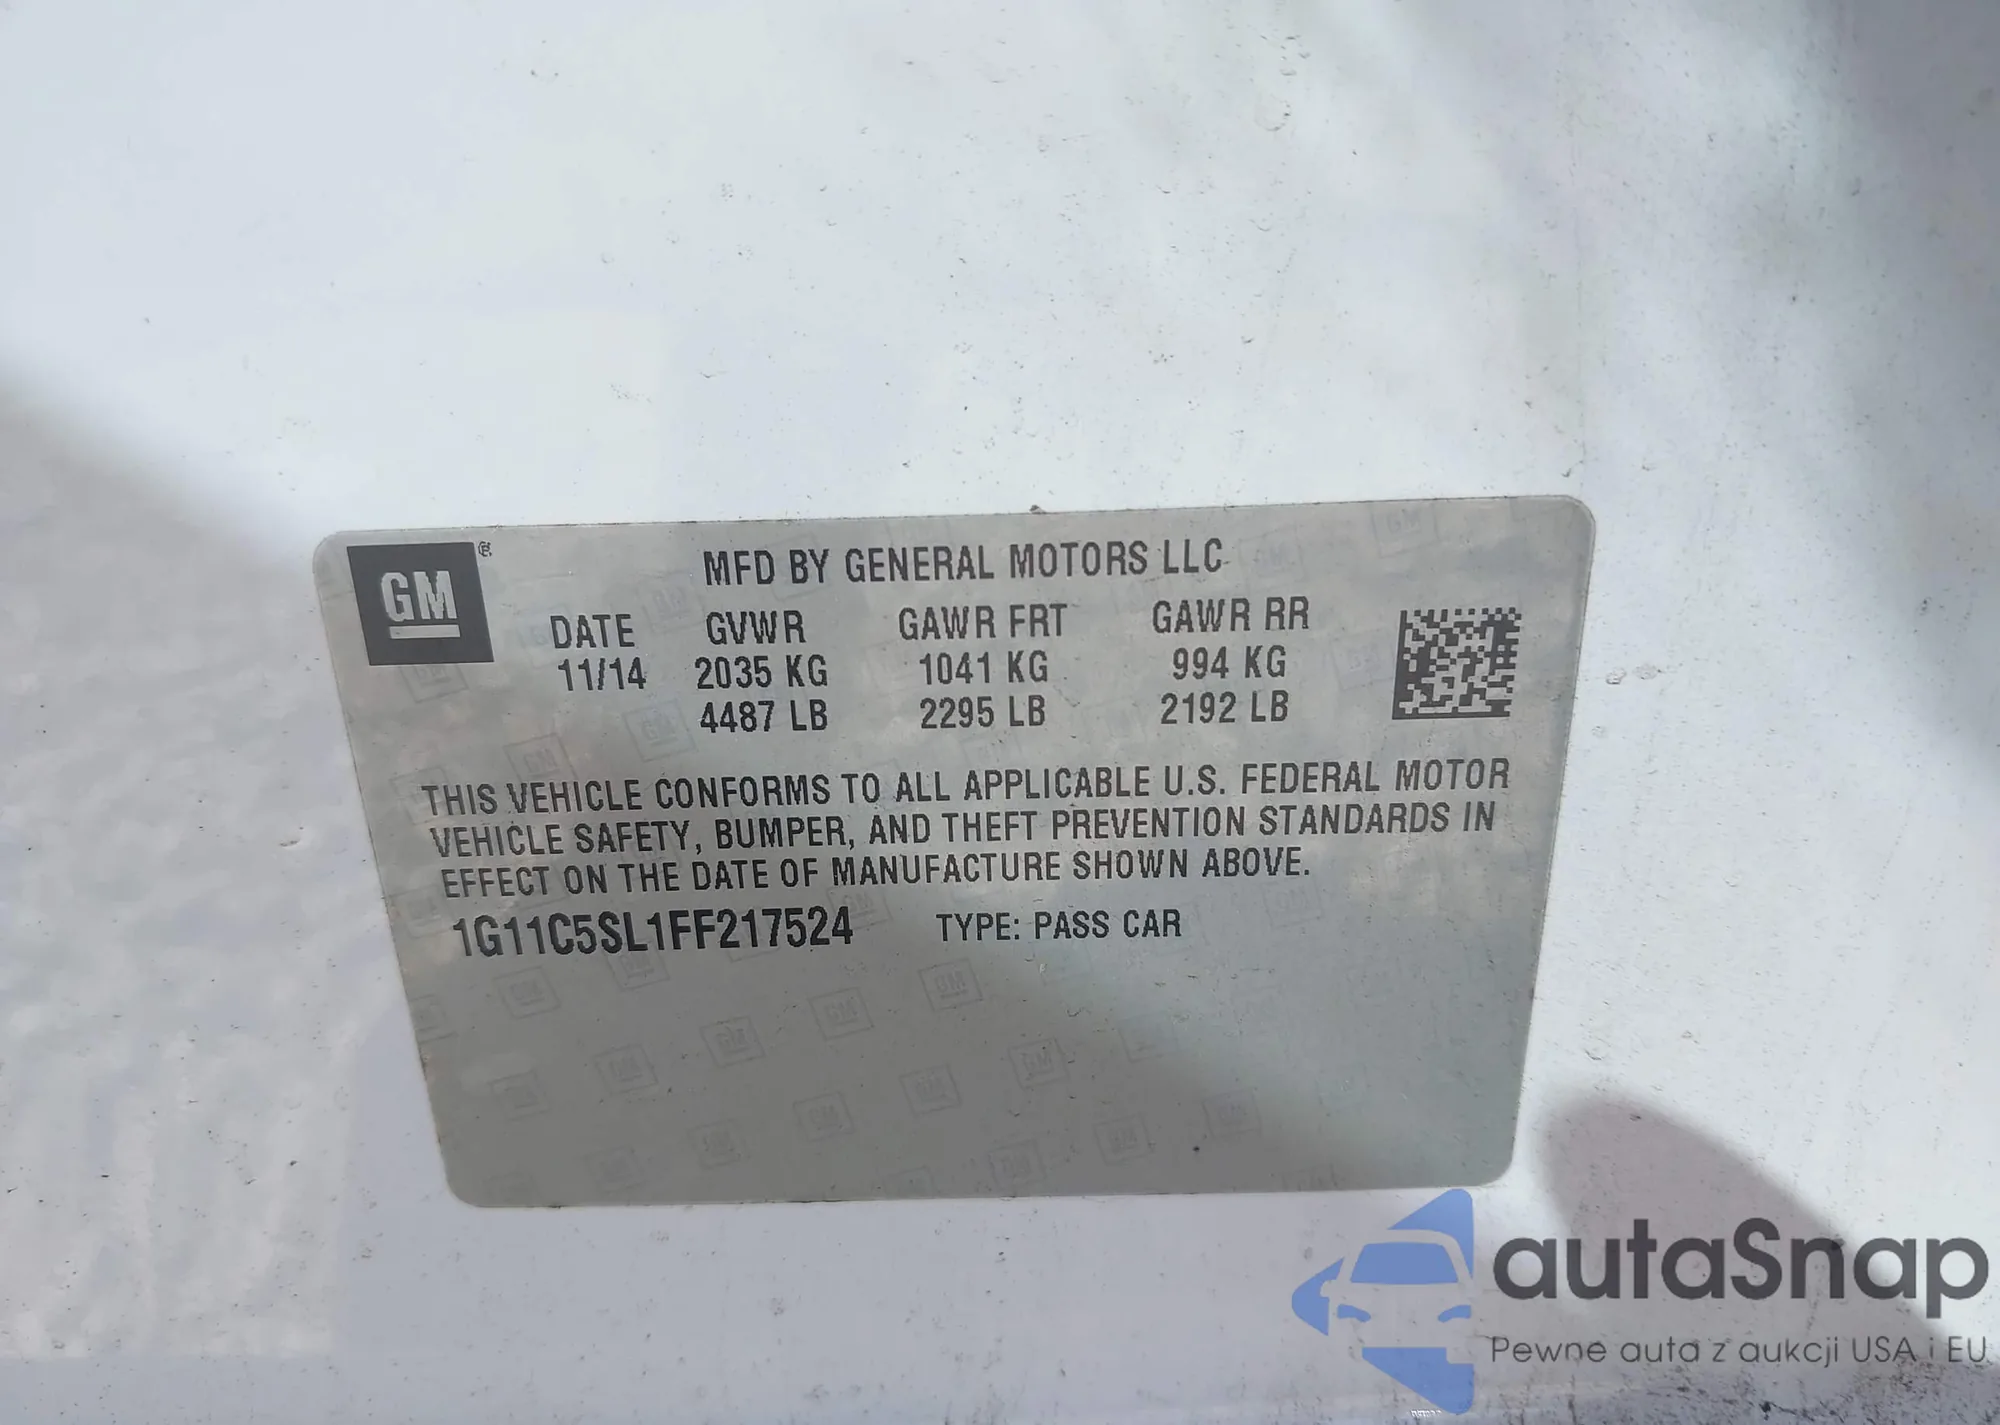 GM
MFD BY GENERAL MOTORS LLC
DATE GVWR GAWR FRT GAWR RR
11/14 2035 KG 1041 KG 994 KG
4487 LB 2295 LB 2192 LB
THIS VEHICLE CONFORMS TO ALL APPLICABLE U.S. FEDERAL MOTOR
VEHICLE SAFETY, BUMPER, AND THEFT PREVENTION STANDARDS IN
EFFECT ON THE DATE OF MANUFACTURE SHOWN ABOVE.
1G11C5SL1FF217524 TYPE: PASS CAR
autaSnap
Pewne auta z aukcji USA i EU